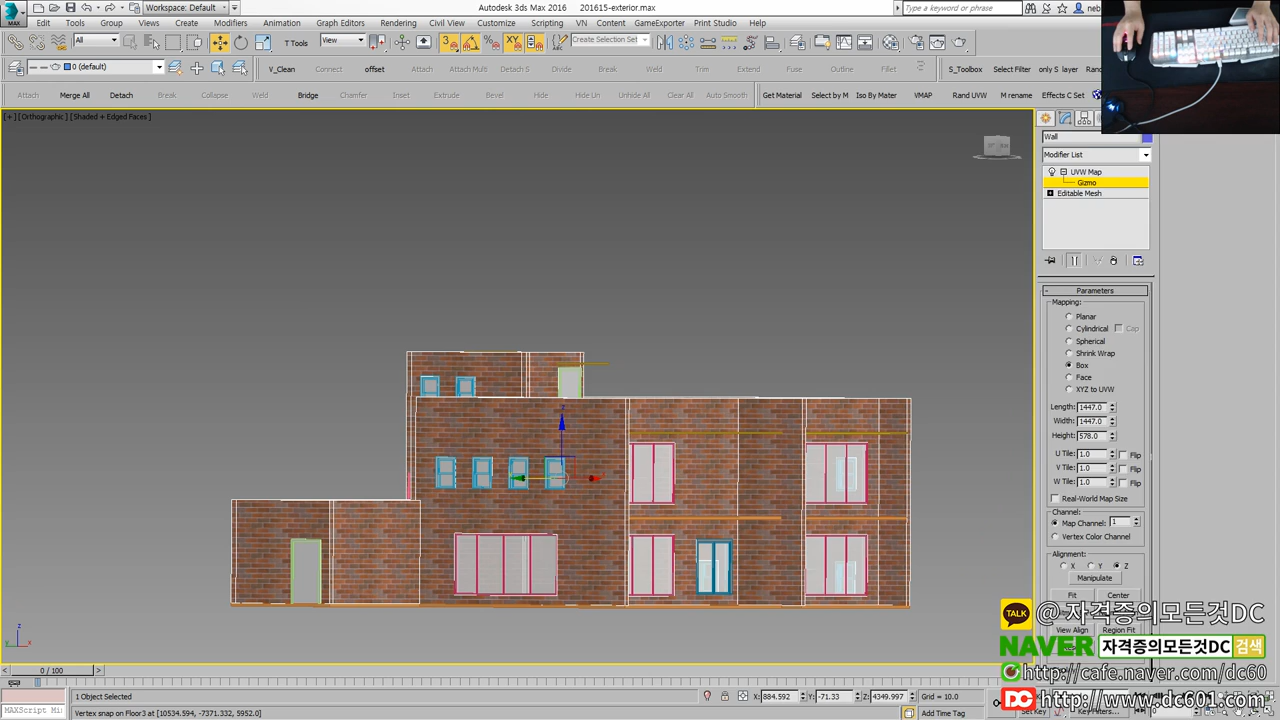 Autodesk 3ds Max 2016    201615-exterior.max
Workspace: Default
Type a keyword or phrase
MAX
Edit Tools Group Views Create Modifiers Animation Graph Editors Rendering Civil View Customize Scripting VN Content GameExporter Print Studio Help
All View T Tools 3 XY Create Selection Set
0 (default) V_Clean Connect offset Attach Attach Multi Detach S Divide Break Weld Trim Extend Fuse Outline Fillet S_Toolbox Select Filter only S layer
Attach Merge All Detach Break Collapse Weld Bridge Chamfer Inset Extrude Bevel Hide Hide Lin Unhide All Clear All Auto Smooth Get Material Select by M Iso By Mater VMAP Rand UVW M rename Effects C Set
[+] [Orthographic] [Shaded + Edged Faces]
Wall
Modifier List
UVW Map
Gizmo
Editable Mesh
Parameters
Mapping:
Planar
Cylindrical Cap
Spherical
Shrink Wrap
Box
Face
XYZ to UVW
Length: 1447.0
Width: 1447.0
Height: 578.0
U Tile: 1.0 Flip
V Tile: 1.0 Flip
W Tile: 1.0 Flip
Real-World Map Size
Channel:
Map Channel: 1
Vertex Color Channel
Alignment:
X Y Z
Manipulate
Fit Center
View Align Region Fit
TALK @자격증의모든것DC
NAVER 자격증의모든것DC 검색
http://cafe.naver.com/dc60
DC http://www.dc601.com/
z
z
y x
0 / 100
1 Object Selected X: 884.592 Y: -71.33 Z: 4349.997 Grid = 10.0
MAXScript Mi
Vertex snap on Floor3 at [10534.594, -7371.332, 5952.0] Add Time Tag
Set Key Key Filters...